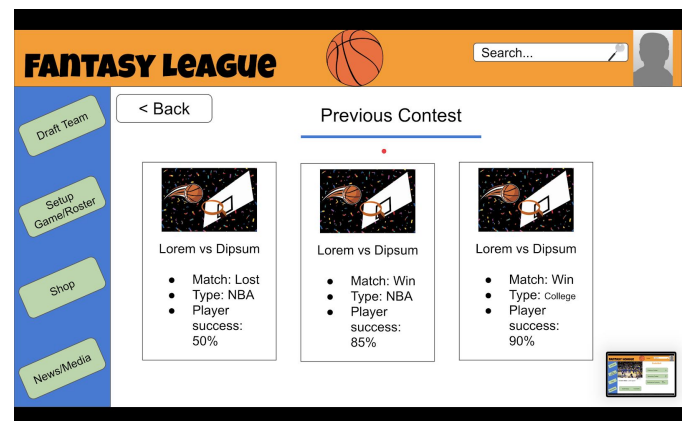 FANTASY LEAGUE
Search...
Draft Team
Setup
Game/Roster
Shop
News/Media
< Back
Previous Contest
Lorem vs Dipsum
● Match: Lost
● Type: NBA
● Player
success:
50%
Lorem vs Dipsum
● Match: Win
● Type: NBA
● Player
success:
85%
Lorem vs Dipsum
● Match: Win
● Type: College
● Player
success:
90%